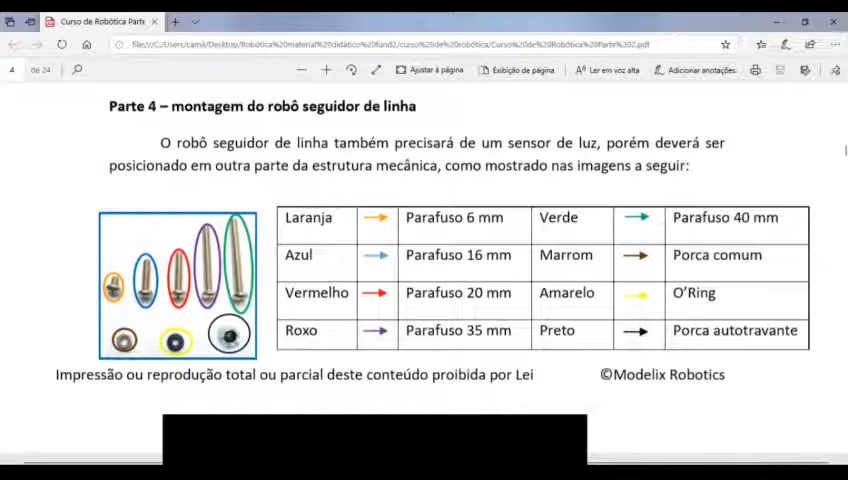 Curso de Robótica Parte
file:///C:/Users/camil/Desktop/Robótica%20material%20didático%20fund2/curso%20de%20robótica/Curso%20de%20Robótica%20Parte%202.pdf
4 de 24
Ajustar à página
Exibição de página
Ler em voz alta
Adicionar anotações
Parte 4 – montagem do robô seguidor de linha
O robô seguidor de linha também precisará de um sensor de luz, porém deverá ser
posicionado em outra parte da estrutura mecânica, como mostrado nas imagens a seguir:
Laranja Parafuso 6 mm Verde Parafuso 40 mm
Azul Parafuso 16 mm Marrom Porca comum
Vermelho Parafuso 20 mm Amarelo O’Ring
Roxo Parafuso 35 mm Preto Porca autotravante
Impressão ou reprodução total ou parcial deste conteúdo proibida por Lei ©Modelix Robotics